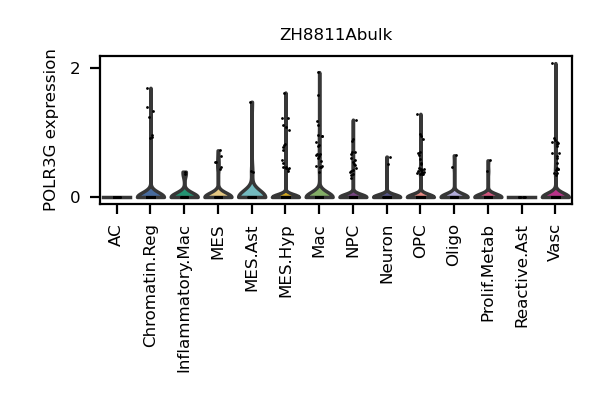 ZH8811Abulk
POLR3G expression
2
0
AC
Chromatin.Reg
Inflammatory.Mac
MES
MES.Ast
MES.Hyp
Mac
NPC
Neuron
OPC
Oligo
Prolif.Metab
Reactive.Ast
Vasc